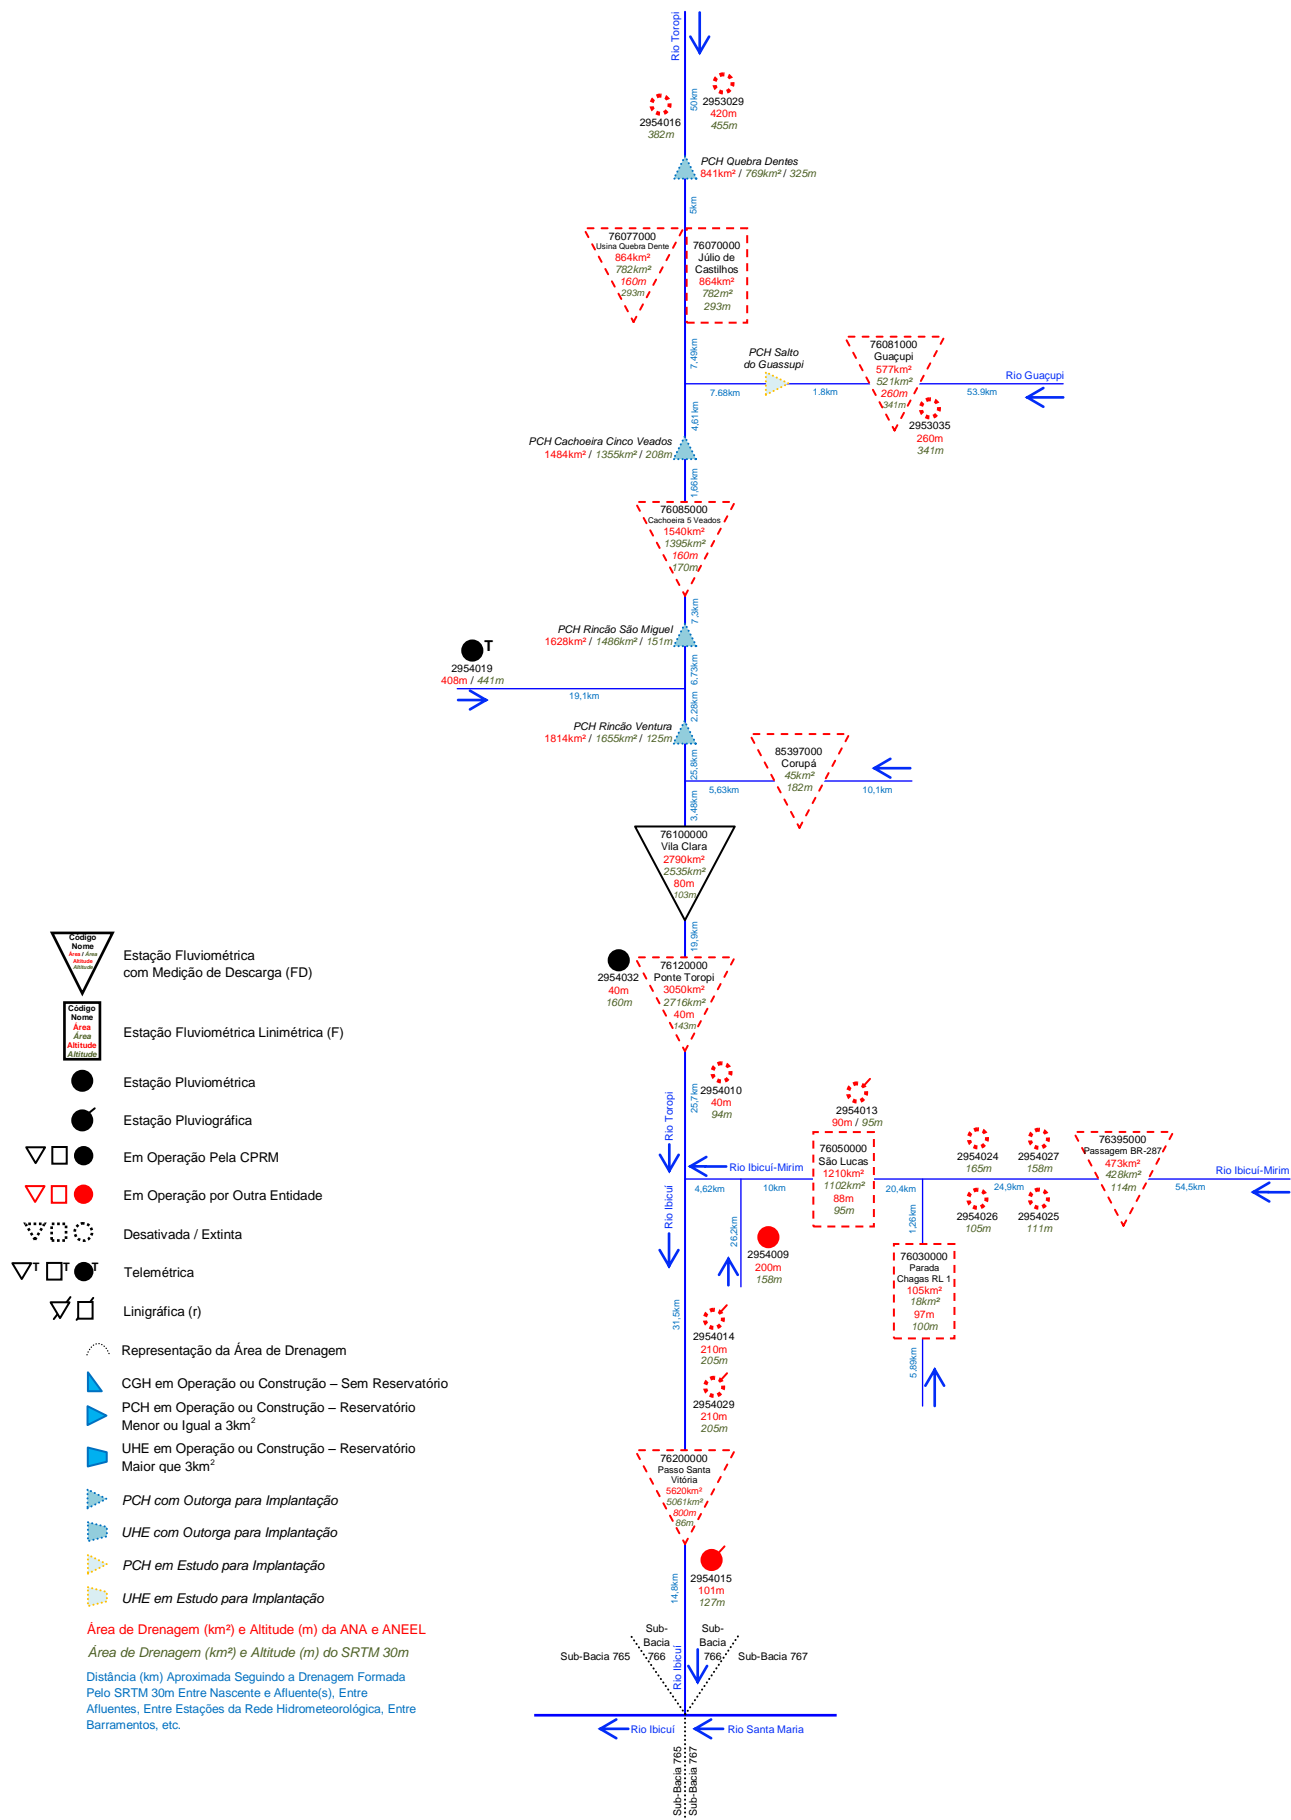 Rio Toropi
50km
2953029
420m
455m
2954016
382m
PCH Quebra Dentes
841km² / 769km² / 325m
5km
76077000
Usina Quebra Dente
864km²
782km²
160m
293m
76070000
Júlio de
Castilhos
864km²
782m²
293m
7,49km
PCH Salto
do Guassupi
76081000
Guaçupi
577km²
521km²
260m
341m
Rio Guaçupi
7.68km
1.8km
53.9km
2953035
260m
341m
4,61km
PCH Cachoeira Cinco Veados
1484km² / 1355km² / 208m
1,66km
76085000
Cachoeira 5 Veados
1540km²
1395km²
160m
170m
7,3km
PCH Rincão São Miguel
1628km² / 1486km² / 151m
6,73km
T
2954019
408m / 441m
19,1km
2,28km
PCH Rincão Ventura
1814km² / 1655km² / 125m
25,8km
85397000
Corupá
45km²
182m
5,63km
10,1km
3,48km
76100000
Vila Clara
2790km²
2535km²
80m
103m
19,9km
2954032
40m
160m
76120000
Ponte Toropi
3050km²
2716km²
40m
143m
25,7km
2954010
40m
94m
Rio Toropi
2954013
90m / 95m
76050000
São Lucas
1210km²
1102km²
88m
95m
2954024
165m
2954027
158m
76395000
Passagem BR-287
473km²
428km²
114m
Rio Ibicuí-Mirim
Rio Ibicuí-Mirim
4,62km
10km
20,4km
24,9km
54,5km
2954026
105m
2954025
111m
Rio Ibicuí
26,2km
1,26km
2954009
200m
158m
76030000
Parada
Chagas RL 1
105km²
18km²
97m
100m
5,89km
31,5km
2954014
210m
205m
2954029
210m
205m
76200000
Passo Santa
Vitória
5620km²
5061km²
800m
86m
14,8km
2954015
101m
127m
Sub-Bacia 765
Sub-
Bacia
766
Sub-
Bacia
766
Sub-Bacia 767
Rio Ibicuí
Rio Ibicuí
Rio Santa Maria
Sub-Bacia 765
Sub-Bacia 767
Código
Nome
Área / Área
Altitude
Altitude
Estação Fluviométrica
com Medição de Descarga (FD)
Código
Nome
Área
Área
Altitude
Altitude
Estação Fluviométrica Linimétrica (F)
Estação Pluviométrica
Estação Pluviográfica
Em Operação Pela CPRM
Em Operação por Outra Entidade
Desativada / Extinta
T T T Telemétrica
Linigráfica (r)
Representação da Área de Drenagem
CGH em Operação ou Construção – Sem Reservatório
PCH em Operação ou Construção – Reservatório
Menor ou Igual a 3km²
UHE em Operação ou Construção – Reservatório
Maior que 3km²
PCH com Outorga para Implantação
UHE com Outorga para Implantação
PCH em Estudo para Implantação
UHE em Estudo para Implantação
Área de Drenagem (km²) e Altitude (m) da ANA e ANEEL
Área de Drenagem (km²) e Altitude (m) do SRTM 30m
Distância (km) Aproximada Seguindo a Drenagem Formada
Pelo SRTM 30m Entre Nascente e Afluente(s), Entre
Afluentes, Entre Estações da Rede Hidrometeorológica, Entre
Barramentos, etc.